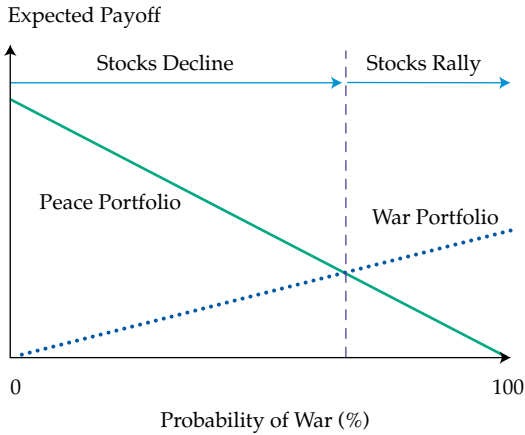 Expected Payoff
Stocks Decline
Stocks Rally
Peace Portfolio
War Portfolio
0
100
Probability of War (%)